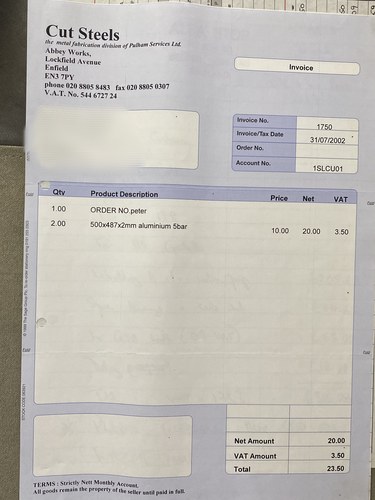 Cut Steels
the metal fabrication division of Pulham Services Ltd.
Abbey Works,
Lockfield Avenue
Enfield
EN3 7PY
phone 020 8805 8483 fax 020 8805 0307
V.A.T. No. 544 6727 24
Invoice
Invoice No. 1750
Invoice/Tax Date 31/07/2002
Order No.
Account No. 1SLCU01
Qty Product Description Price Net VAT
1.00 ORDER NO.peter
2.00 500x487x2mm aluminium 5bar 10.00 20.00 3.50
Net Amount 20.00
VAT Amount 3.50
Total 23.50
TERMS : Strictly Nett Monthly Account.
All goods remain the property of the seller until paid in full.